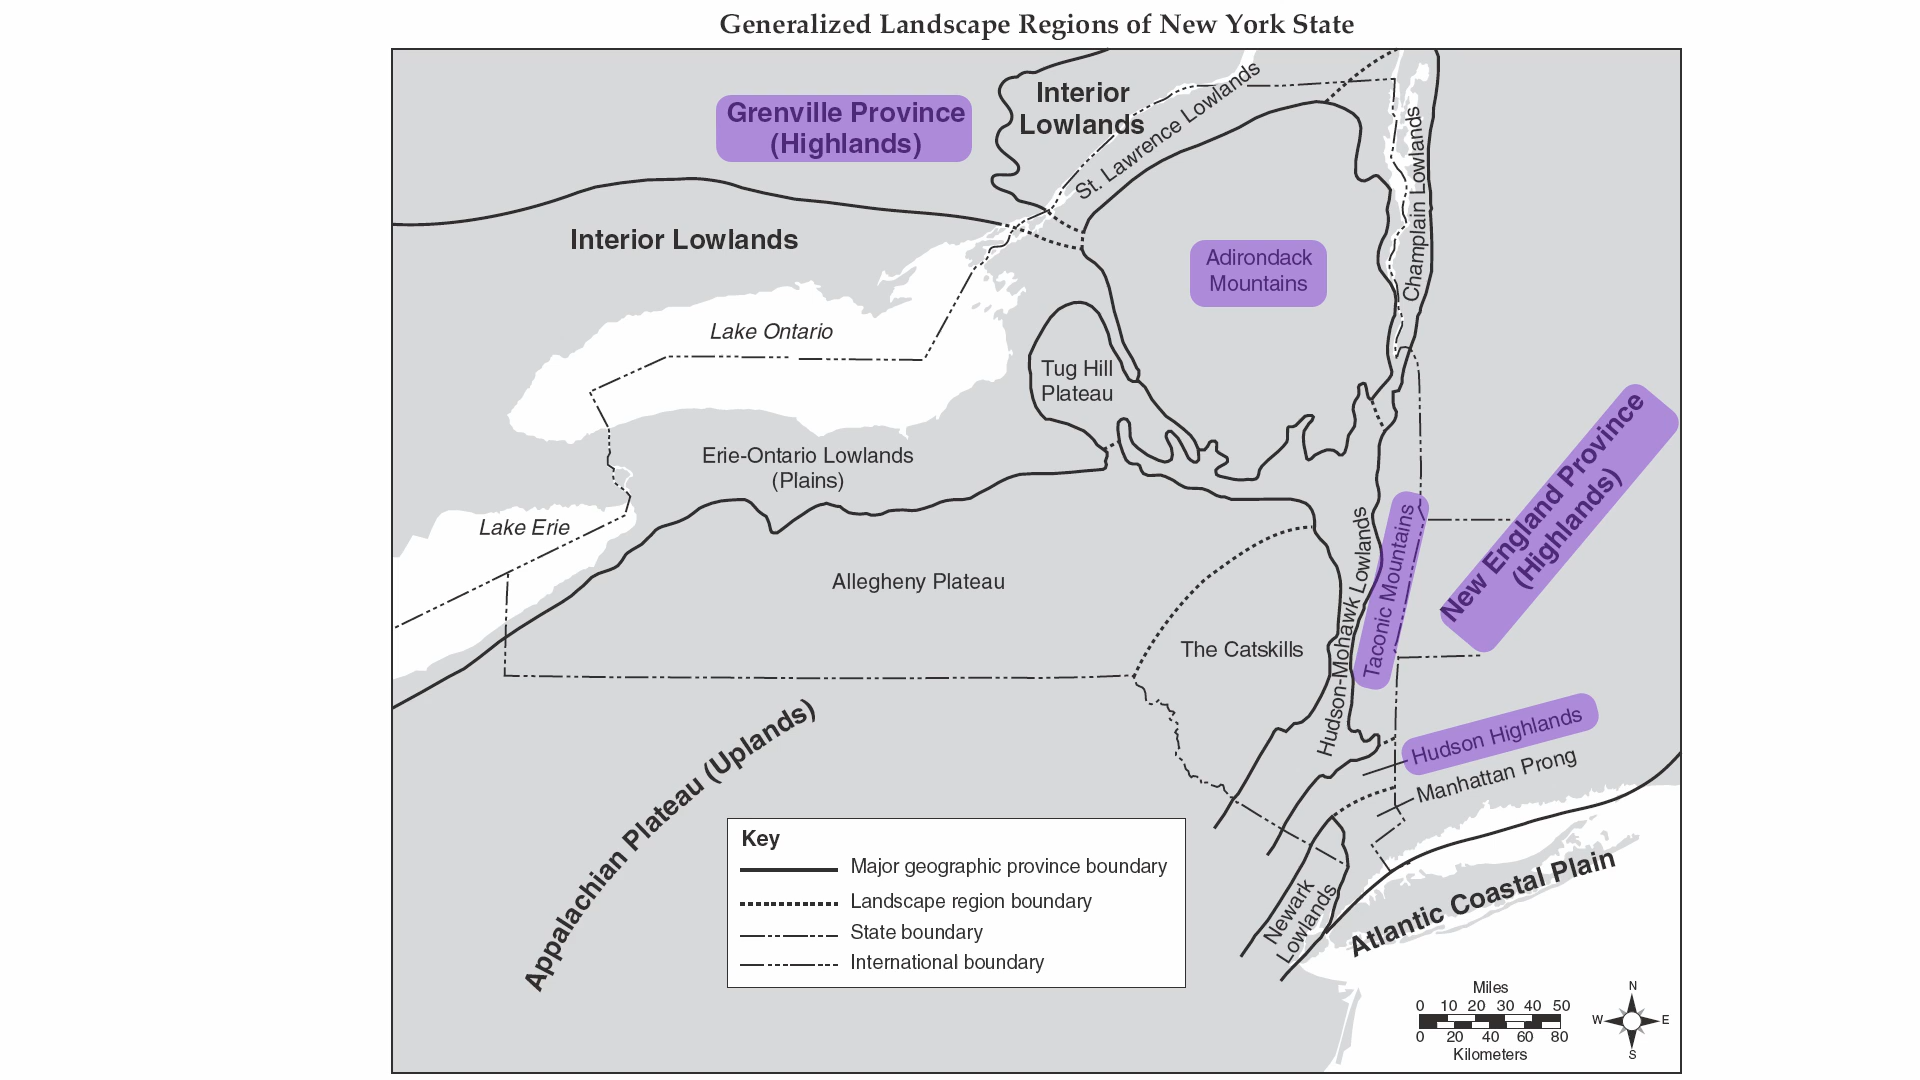 Generalized Landscape Regions of New York State
Grenville Province
(Highlands)
Interior
Lowlands
St. Lawrence Lowlands
Champlain Lowlands
Interior Lowlands
Adirondack
Mountains
Lake Ontario
Tug Hill
Plateau
Erie-Ontario Lowlands
(Plains)
Lake Erie
Allegheny Plateau
The Catskills
Hudson-Mohawk Lowlands
Taconic Mountains
New England Province
(Highlands)
Appalachian Plateau (Uplands)
Hudson Highlands
Manhattan Prong
Newark
Lowlands
Atlantic Coastal Plain
Key
Major geographic province boundary
Landscape region boundary
State boundary
International boundary
Miles
0 10 20 30 40 50
0 20 40 60 80
Kilometers
N
W E
S